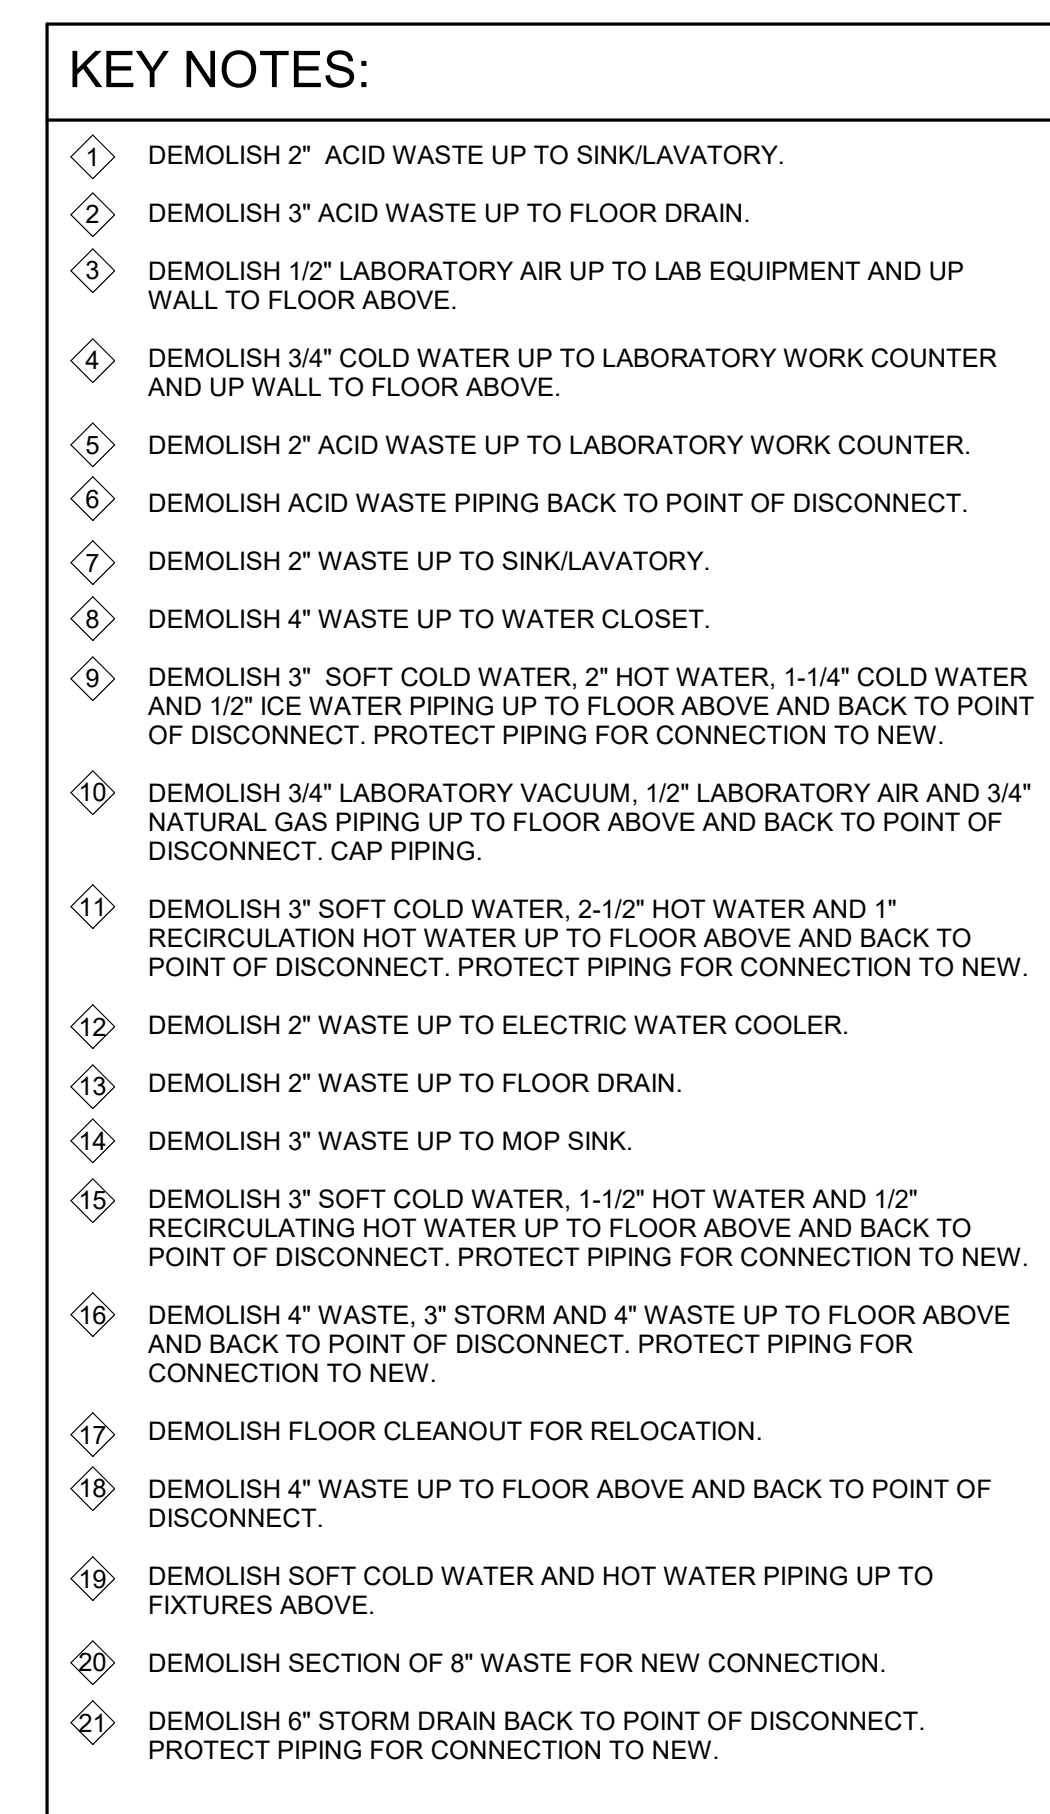 KEY NOTES:
1 DEMOLISH 2" ACID WASTE UP TO SINK/LAVATORY.
2 DEMOLISH 3" ACID WASTE UP TO FLOOR DRAIN.
3 DEMOLISH 1/2" LABORATORY AIR UP TO LAB EQUIPMENT AND UP
WALL TO FLOOR ABOVE.
4 DEMOLISH 3/4" COLD WATER UP TO LABORATORY WORK COUNTER
AND UP WALL TO FLOOR ABOVE.
5 DEMOLISH 2" ACID WASTE UP TO LABORATORY WORK COUNTER.
6 DEMOLISH ACID WASTE PIPING BACK TO POINT OF DISCONNECT.
7 DEMOLISH 2" WASTE UP TO SINK/LAVATORY.
8 DEMOLISH 4" WASTE UP TO WATER CLOSET.
9 DEMOLISH 3" SOFT COLD WATER, 2" HOT WATER, 1-1/4" COLD WATER
AND 1/2" ICE WATER PIPING UP TO FLOOR ABOVE AND BACK TO POINT
OF DISCONNECT. PROTECT PIPING FOR CONNECTION TO NEW.
10 DEMOLISH 3/4" LABORATORY VACUUM, 1/2" LABORATORY AIR AND 3/4"
NATURAL GAS PIPING UP TO FLOOR ABOVE AND BACK TO POINT OF
DISCONNECT. CAP PIPING.
11 DEMOLISH 3" SOFT COLD WATER, 2-1/2" HOT WATER AND 1"
RECIRCULATION HOT WATER UP TO FLOOR ABOVE AND BACK TO
POINT OF DISCONNECT. PROTECT PIPING FOR CONNECTION TO NEW.
12 DEMOLISH 2" WASTE UP TO ELECTRIC WATER COOLER.
13 DEMOLISH 2" WASTE UP TO FLOOR DRAIN.
14 DEMOLISH 3" WASTE UP TO MOP SINK.
15 DEMOLISH 3" SOFT COLD WATER, 1-1/2" HOT WATER AND 1/2"
RECIRCULATING HOT WATER UP TO FLOOR ABOVE AND BACK TO
POINT OF DISCONNECT. PROTECT PIPING FOR CONNECTION TO NEW.
16 DEMOLISH 4" WASTE, 3" STORM AND 4" WASTE UP TO FLOOR ABOVE
AND BACK TO POINT OF DISCONNECT. PROTECT PIPING FOR
CONNECTION TO NEW.
17 DEMOLISH FLOOR CLEANOUT FOR RELOCATION.
18 DEMOLISH 4" WASTE UP TO FLOOR ABOVE AND BACK TO POINT OF
DISCONNECT.
19 DEMOLISH SOFT COLD WATER AND HOT WATER PIPING UP TO
FIXTURES ABOVE.
20 DEMOLISH SECTION OF 8" WASTE FOR NEW CONNECTION.
21 DEMOLISH 6" STORM DRAIN BACK TO POINT OF DISCONNECT.
PROTECT PIPING FOR CONNECTION TO NEW.